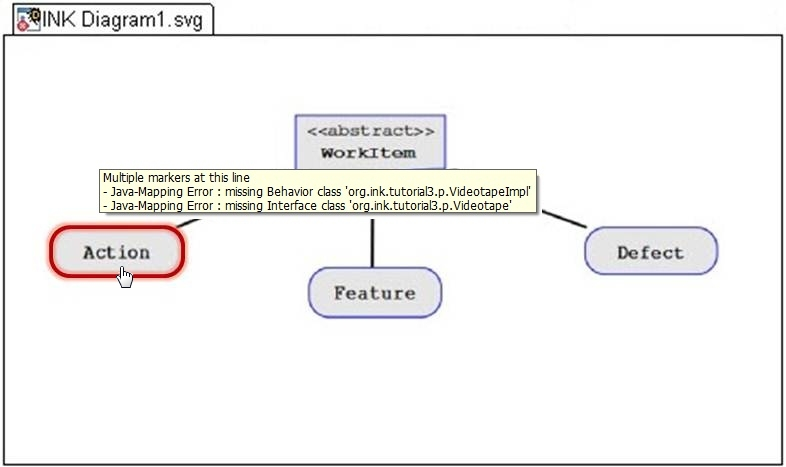 INK Diagram1.svg
<<abstract>>
WorkItem
Multiple markers at this line
- Java-Mapping Error : missing Behavior class 'org.ink.tutorial3.p.VideotapeImpl'
- Java-Mapping Error : missing Interface class 'org.ink.tutorial3.p.Videotape'
Action
Feature
Defect